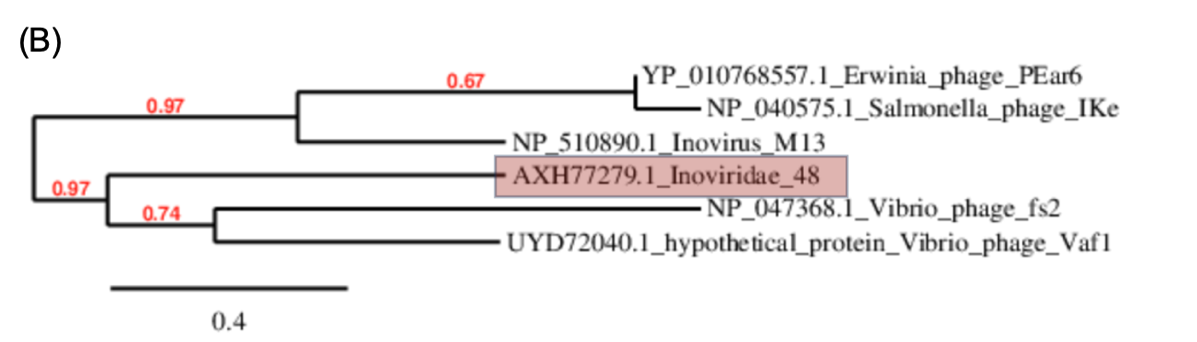 (B)
YP_010768557.1_Erwinia_phage_PEar6
0.67
0.97
NP_040575.1_Salmonella_phage_IKe
NP_510890.1_Inovirus_M13
AXH77279.1_Inoviridae_48
0.97
0.74
NP_047368.1_Vibrio_phage_fs2
UYD72040.1_hypothetical_protein_Vibrio_phage_Vaf1
0.4